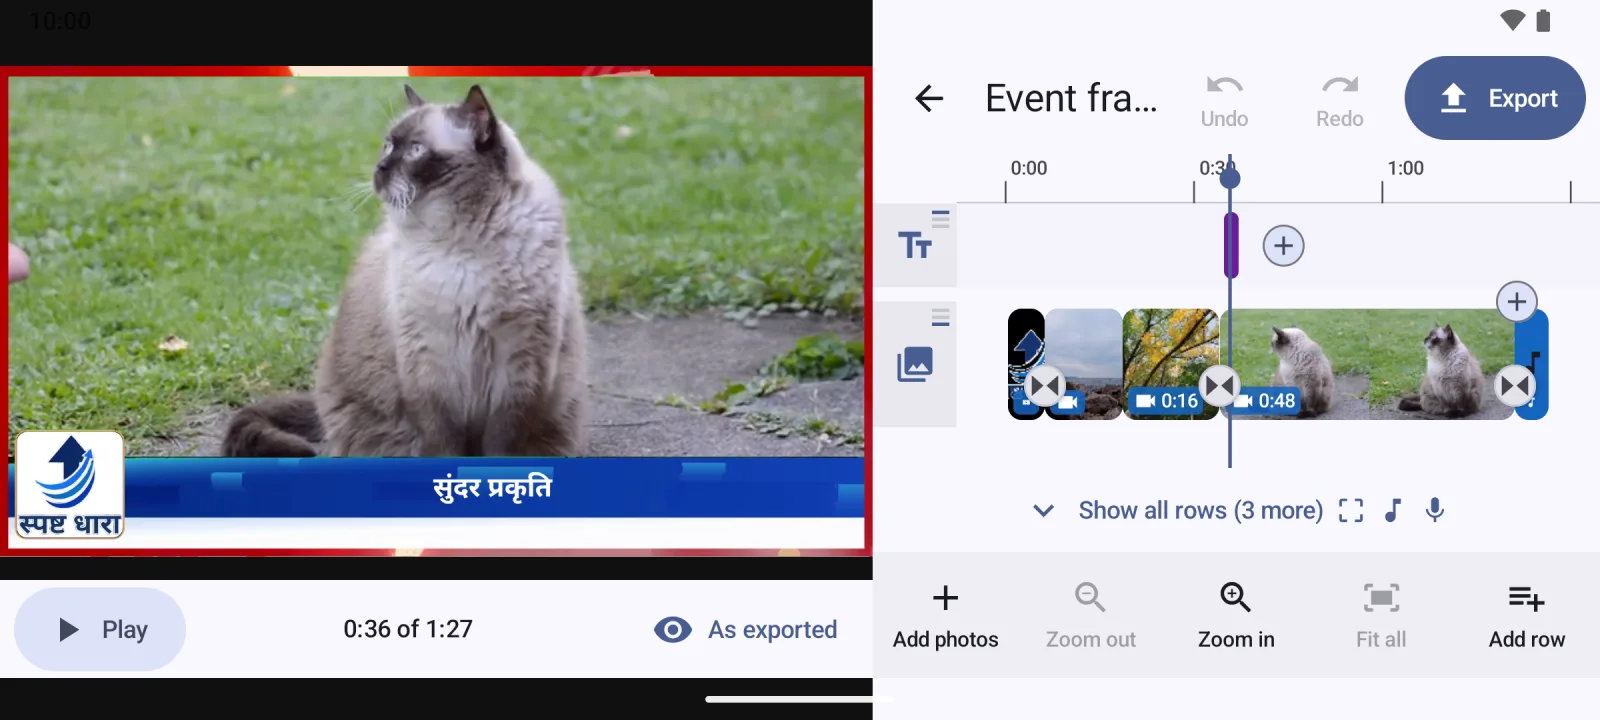 10:00
सुंदर प्रकृति
स्पष्ट धारा
Play
0:36 of 1:27
As exported
Event fra...
Undo
Redo
Export
0:00
0:30
1:00
0:16
0:48
Show all rows (3 more)
Add photos
Zoom out
Zoom in
Fit all
Add row